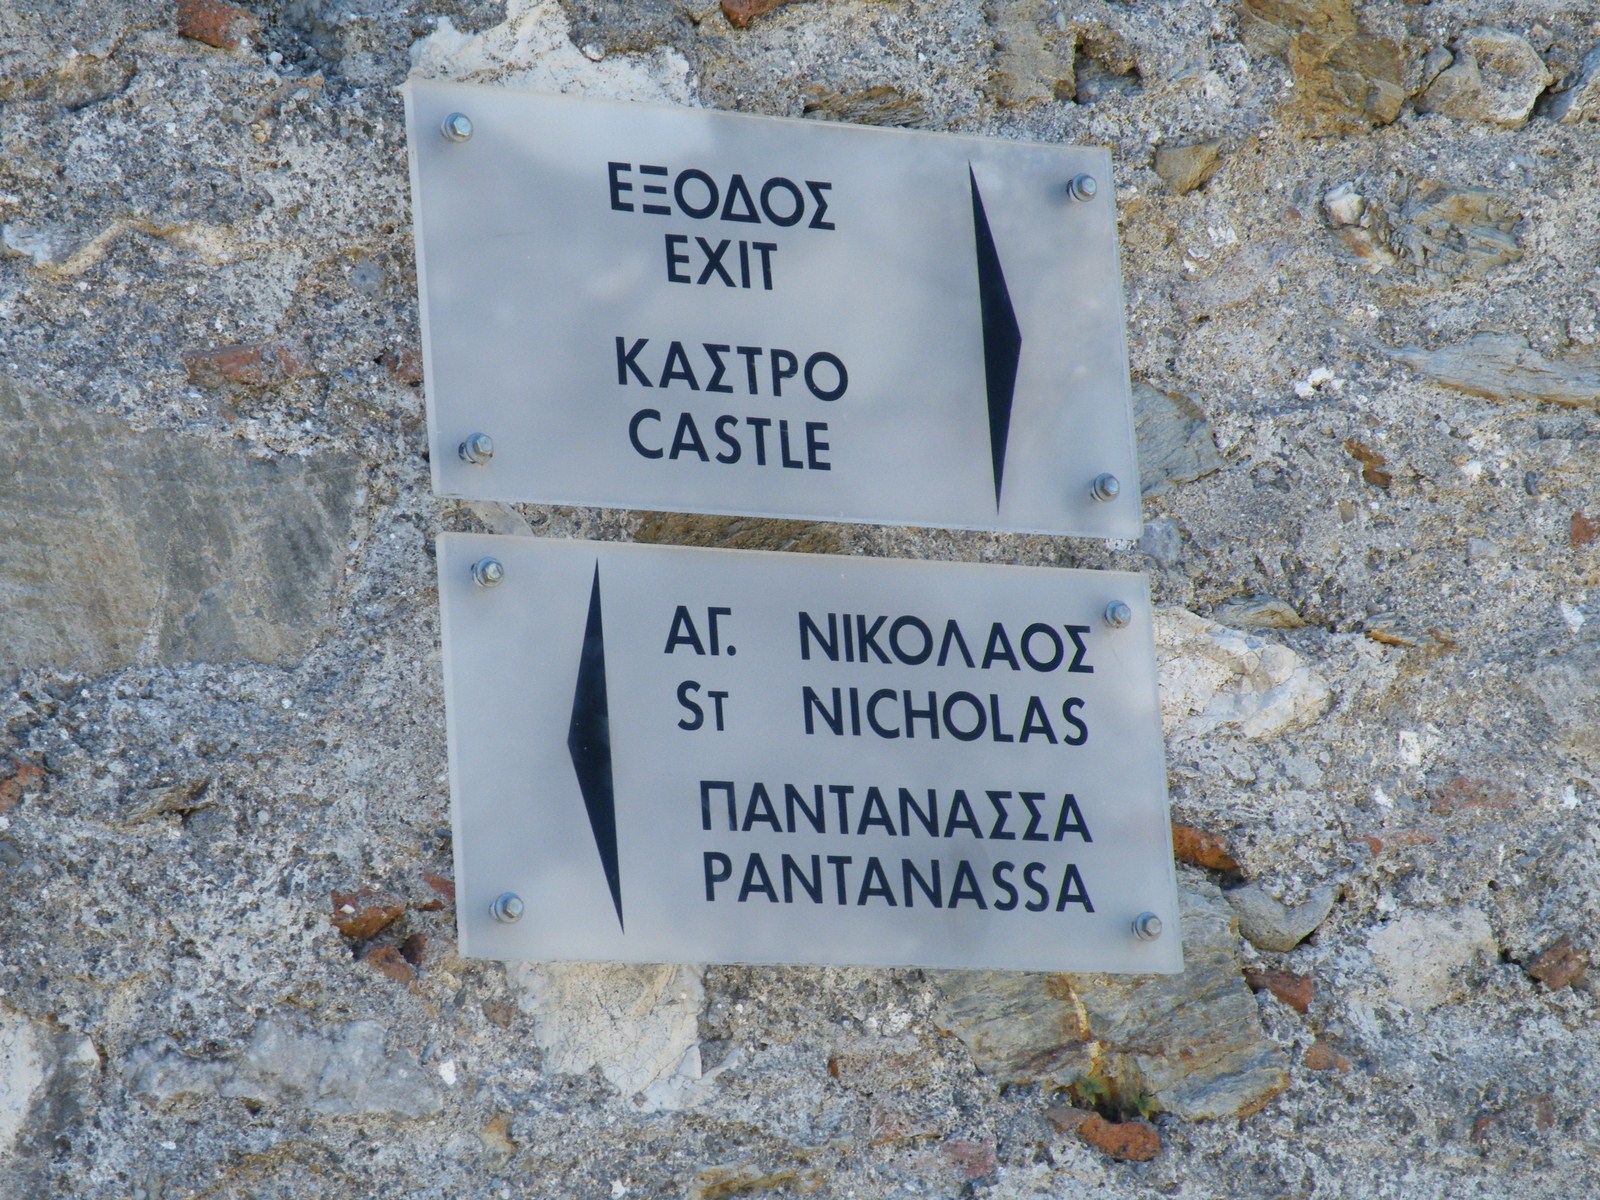 ΕΞΟΔΟΣ
EXIT
ΚΑΣΤΡΟ
CASTLE
ΑΓ. ΝΙΚΟΛΑΟΣ
ST NICHOLAS
ΠΑΝΤΑΝΑΣΣΑ
PANTANASSA